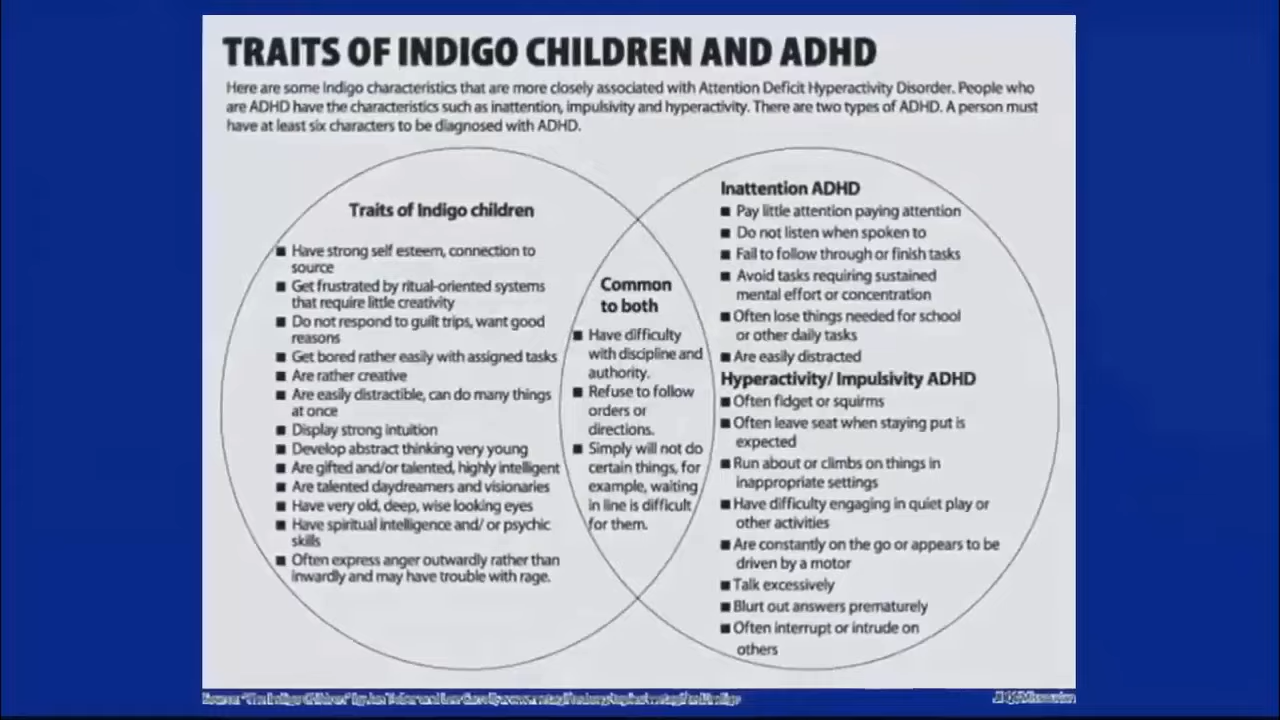 TRAITS OF INDIGO CHILDREN AND ADHD
Here are some Indigo characteristics that are more closely associated with Attention Deficit Hyperactivity Disorder. People who
are ADHD have the characteristics such as inattention, impulsivity and hyperactivity. There are two types of ADHD. A person must
have at least six characters to be diagnosed with ADHD.
Traits of Indigo children
■ Have strong self esteem, connection to
source
■ Get frustrated by ritual-oriented systems
that require little creativity
■ Do not respond to guilt trips, want good
reasons
■ Get bored rather easily with assigned tasks
■ Are rather creative
■ Are easily distractible, can do many things
at once
■ Display strong intuition
■ Develop abstract thinking very young
■ Are gifted and/or talented, highly intelligent
■ Are talented daydreamers and visionaries
■ Have very old, deep, wise looking eyes
■ Have spiritual intelligence and/ or psychic
skills
■ Often express anger outwardly rather than
inwardly and may have trouble with rage.
Common
to both
■ Have difficulty
with discipline and
authority.
■ Refuse to follow
orders or
directions.
■ Simply will not do
certain things, for
example, waiting
in line is difficult
for them.
Inattention ADHD
■ Pay little attention paying attention
■ Do not listen when spoken to
■ Fail to follow through or finish tasks
■ Avoid tasks requiring sustained
mental effort or concentration
■ Often lose things needed for school
or other daily tasks
■ Are easily distracted
Hyperactivity/ Impulsivity ADHD
■ Often fidget or squirms
■ Often leave seat when staying put is
expected
■ Run about or climbs on things in
inappropriate settings
■ Have difficulty engaging in quiet play or
other activities
■ Are constantly on the go or appears to be
driven by a motor
■ Talk excessively
■ Blurt out answers prematurely
■ Often interrupt or intrude on
others
"The Indigo Children" by